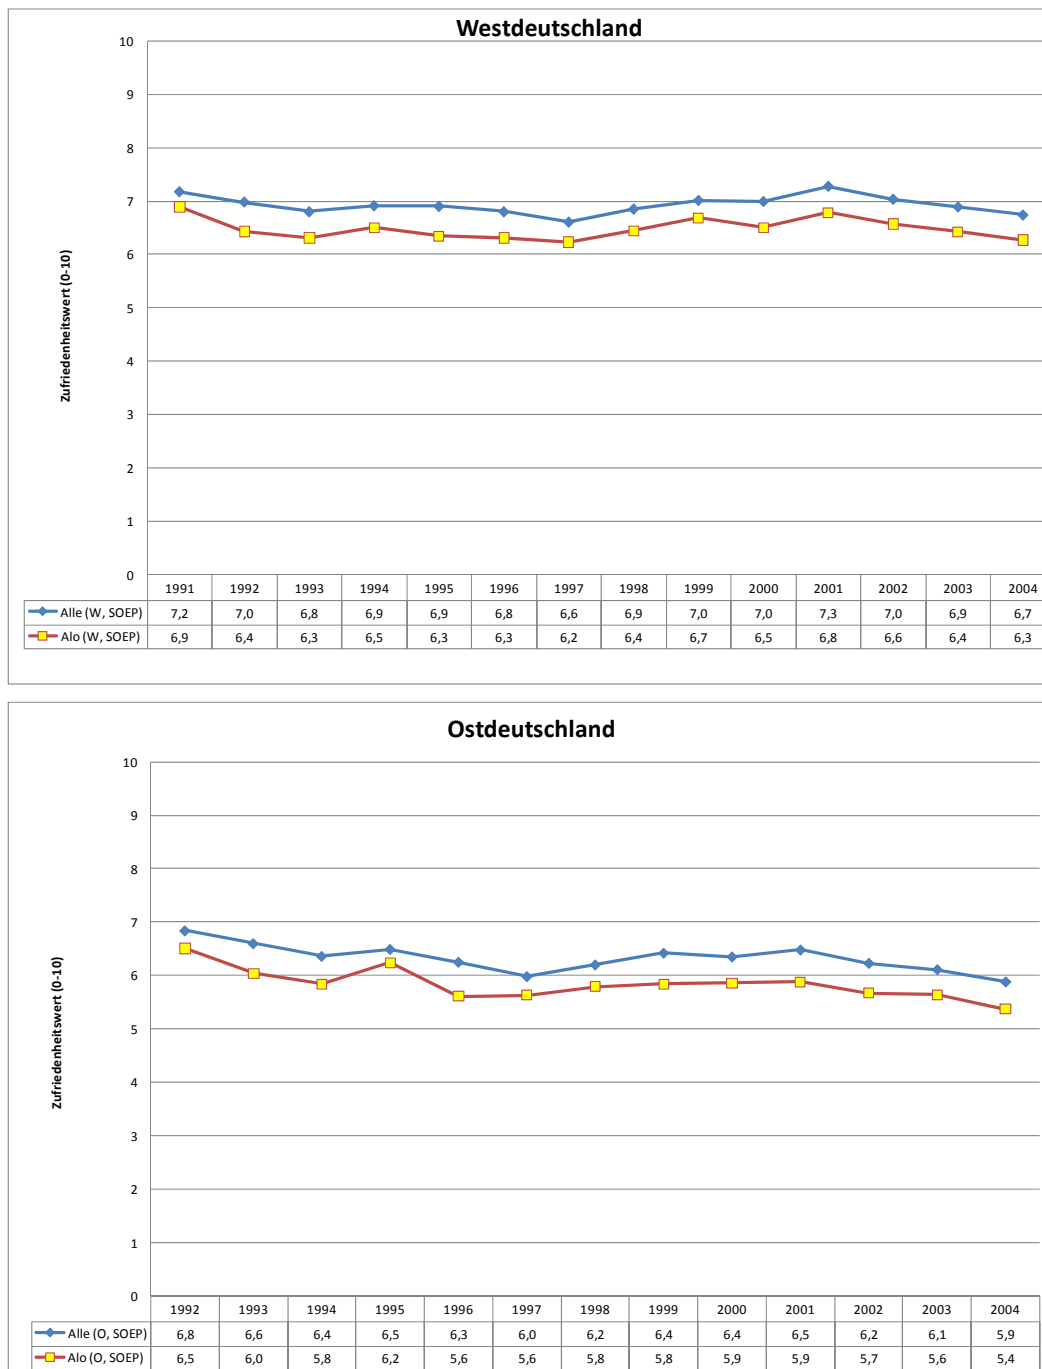 Westdeutschland
10
9
8
7
6
5
4
3
2
1
0
Zufriedenheitswert (0-10)
1991 1992 1993 1994 1995 1996 1997 1998 1999 2000 2001 2002 2003 2004
Alle (W, SOEP) 7,2 7,0 6,8 6,9 6,9 6,8 6,6 6,9 7,0 7,0 7,3 7,0 6,9 6,7
Alo (W, SOEP) 6,9 6,4 6,3 6,5 6,3 6,3 6,2 6,4 6,7 6,5 6,8 6,6 6,4 6,3
Ostdeutschland
10
9
8
7
6
5
4
3
2
1
0
Zufriedenheitswert (0-10)
1992 1993 1994 1995 1996 1997 1998 1999 2000 2001 2002 2003 2004
Alle (O, SOEP) 6,8 6,6 6,4 6,5 6,3 6,0 6,2 6,4 6,4 6,5 6,2 6,1 5,9
Alo (O, SOEP) 6,5 6,0 5,8 6,2 5,6 5,6 5,8 5,8 5,9 5,9 5,7 5,6 5,4